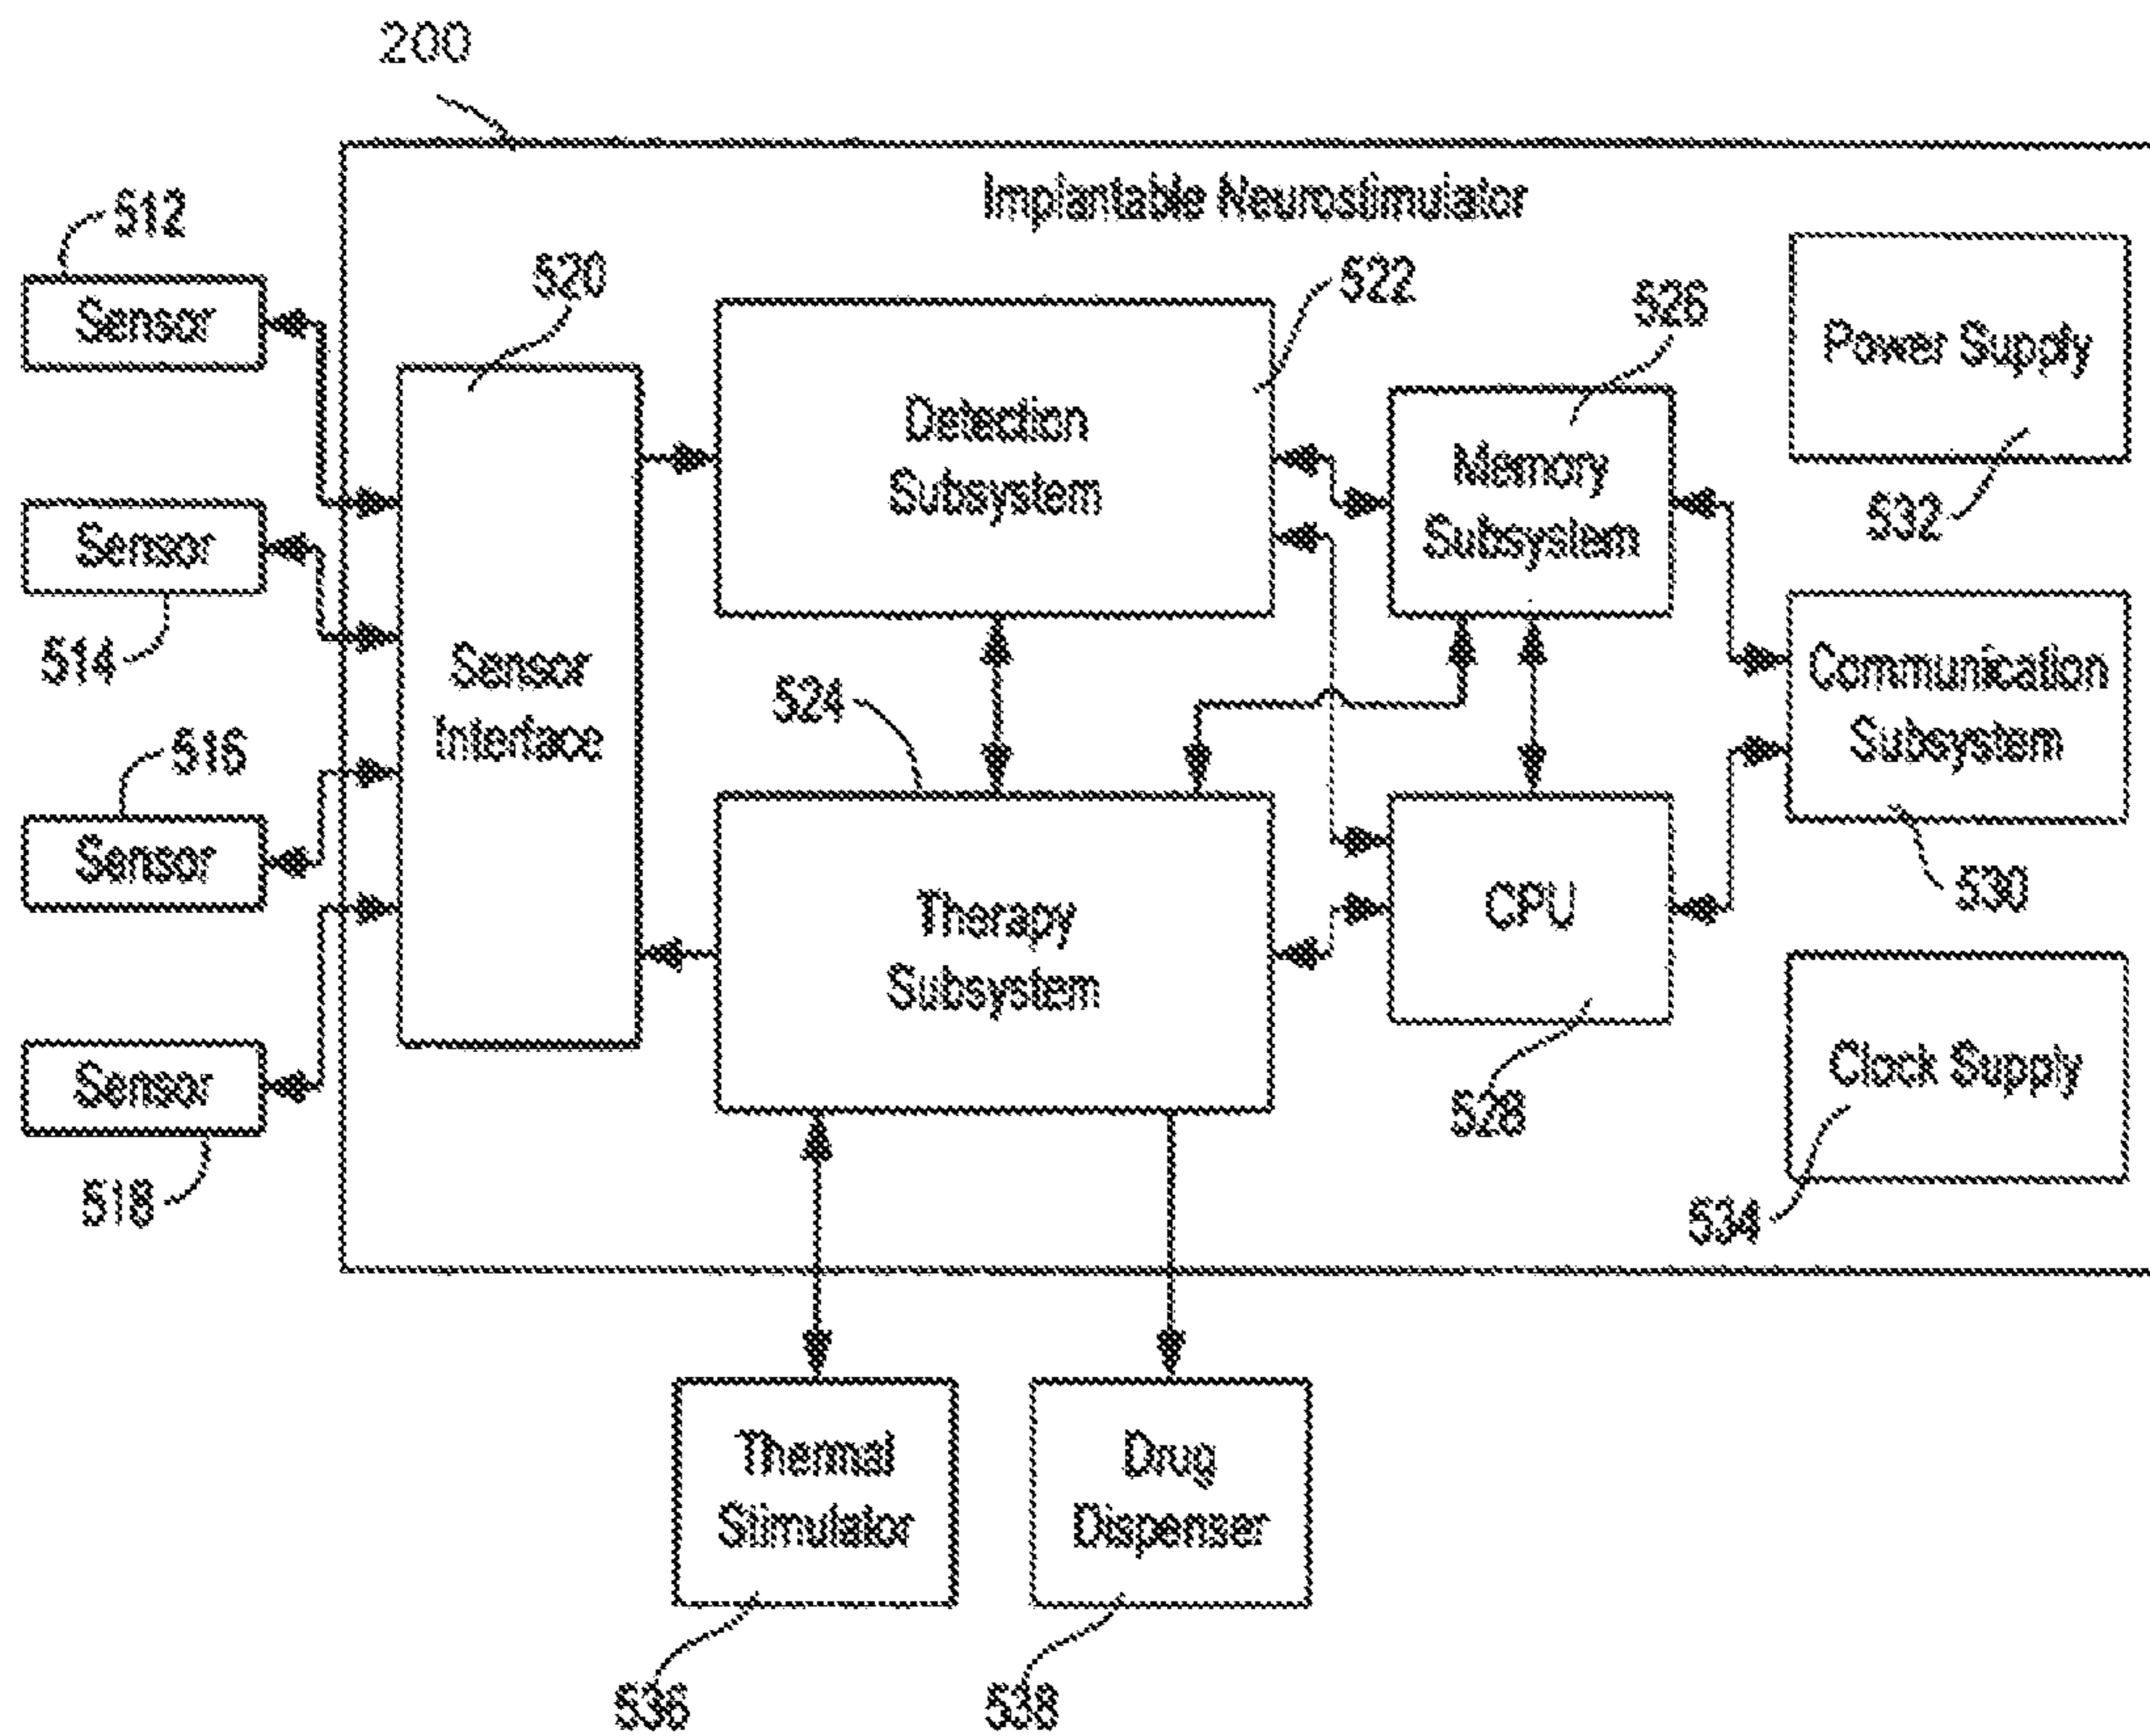 200
Implantable Neurostimulator
512
Sensor
514
Sensor
516
Sensor
518
Sensor
520
Sensor
Interface
522
Detection
Subsystem
524
Therapy
Subsystem
526
Memory
Subsystem
528
CPU
Power Supply
532
Communication
Subsystem
530
Clock Supply
534
Thermal
Stimulator
536
Drug
Dispenser
538